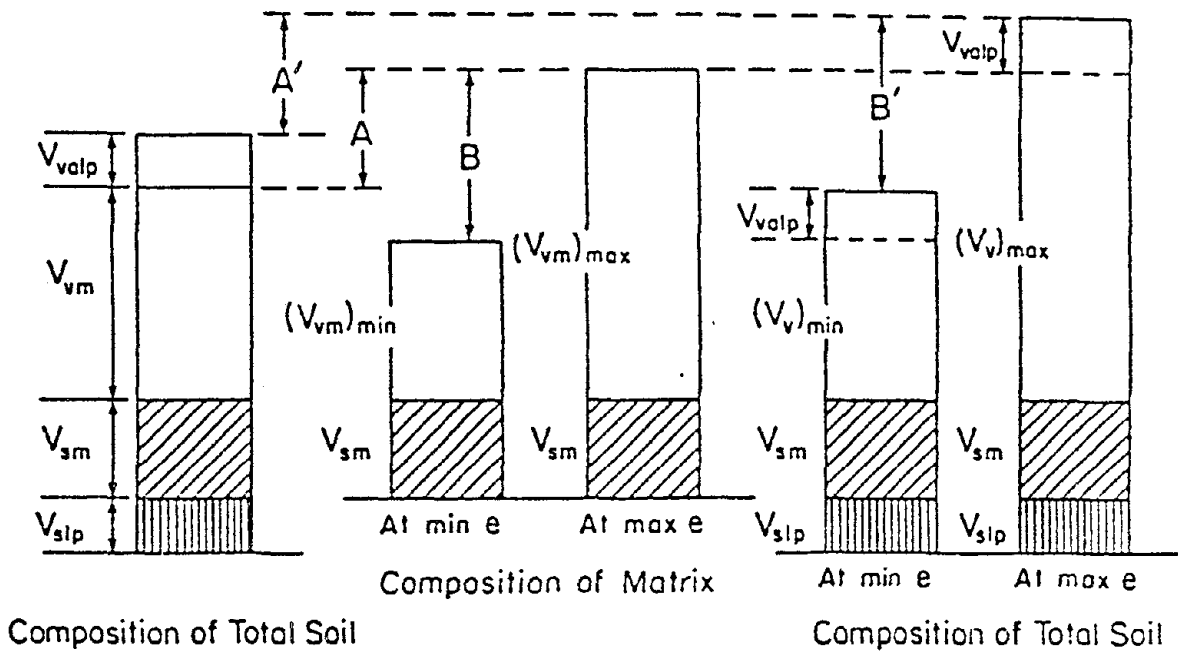 A'
V_valp
V_vm
V_sm
V_slp
Composition of Total Soil
A
B
(V_vm)_min
(V_vm)_max
V_sm
V_sm
At min e
At max e
Composition of Matrix
B'
V_valp
V_valp
(V_v)_min
(V_v)_max
V_sm
V_sm
V_slp
V_slp
At min e
At max e
Composition of Total Soil